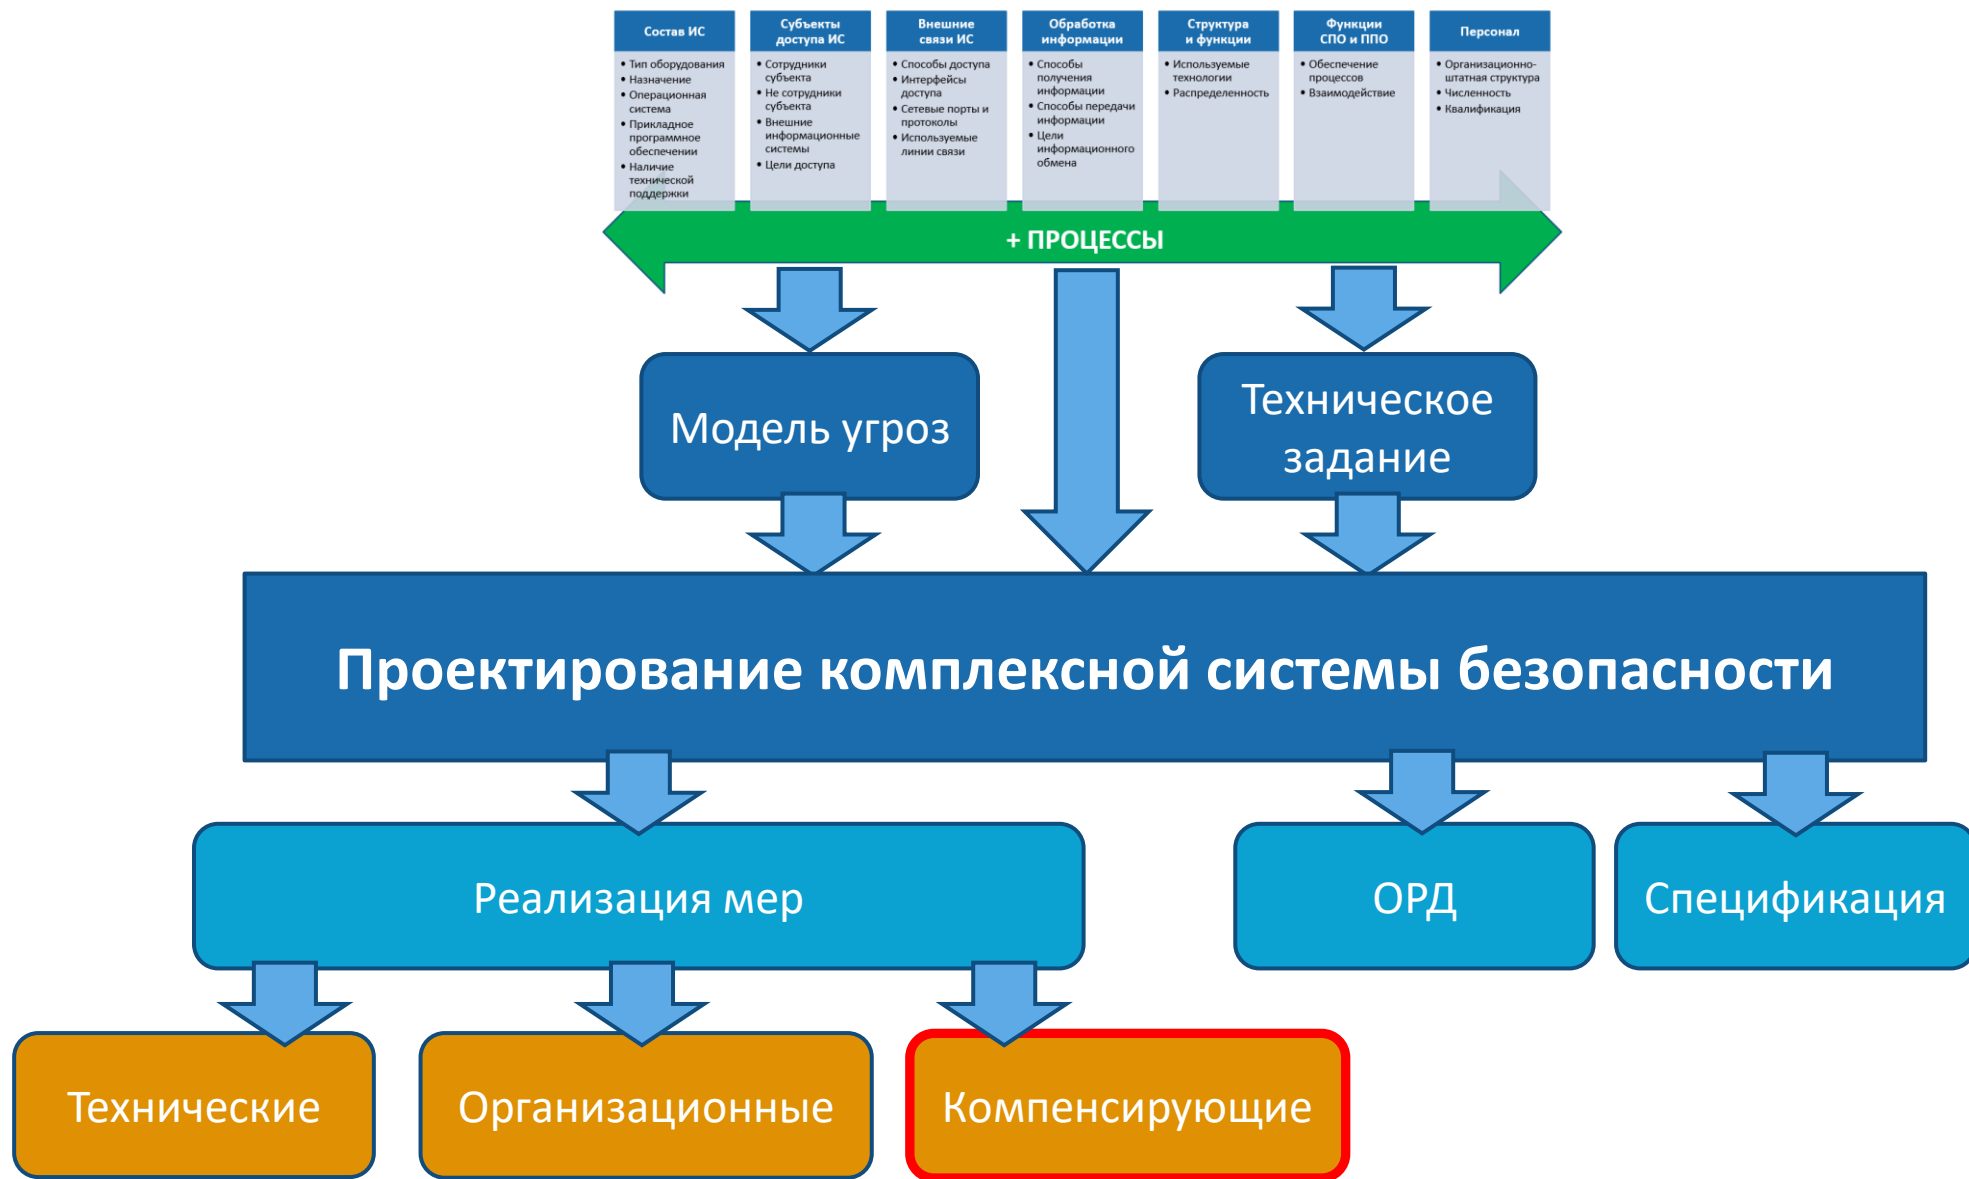 Состав ИС
• Тип оборудования
• Назначение
• Операционная
система
• Прикладное
программное
обеспечении
• Наличие
технической
поддержки
Субъекты
доступа ИС
• Сотрудники
субъекта
• Не сотрудники
субъекта
• Внешние
информационные
системы
• Цели доступа
Внешние
связи ИС
• Способы доступа
• Интерфейсы
доступа
• Сетевые порты и
протоколы
• Используемые
линии связи
Обработка
информации
• Способы
получения
информации
• Способы передачи
информации
• Цели
информационного
обмена
Структура
и функции
• Используемые
технологии
• Распределенность
Функции
СПО и ППО
• Обеспечение
процессов
• Взаимодействие
Персонал
• Организационно-
штатная структура
• Численность
• Квалификация
+ ПРОЦЕССЫ
Модель угроз
Техническое
задание
Проектирование комплексной системы безопасности
Реализация мер
ОРД
Спецификация
Технические
Организационные
Компенсирующие